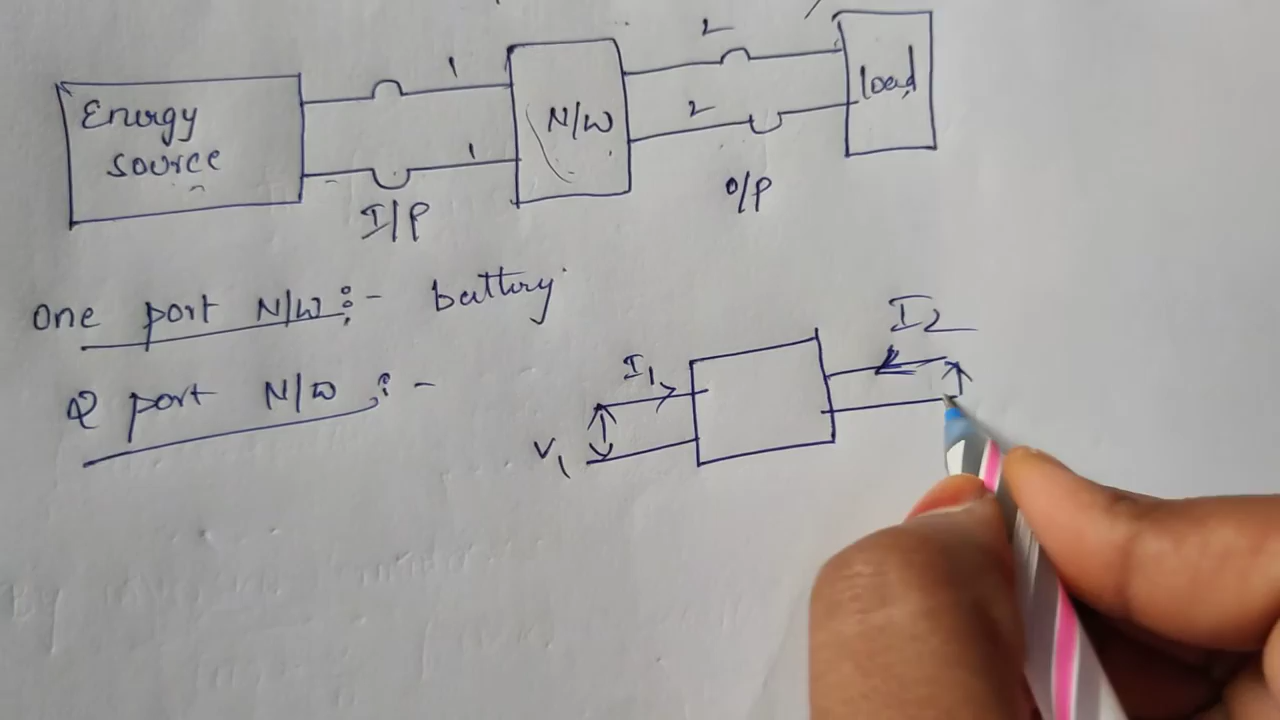 Energy source
1
1
I/P
N/W
2
2
O/P
load
One port N/W :- battery
2 port N/W :-
I1
V1
I2